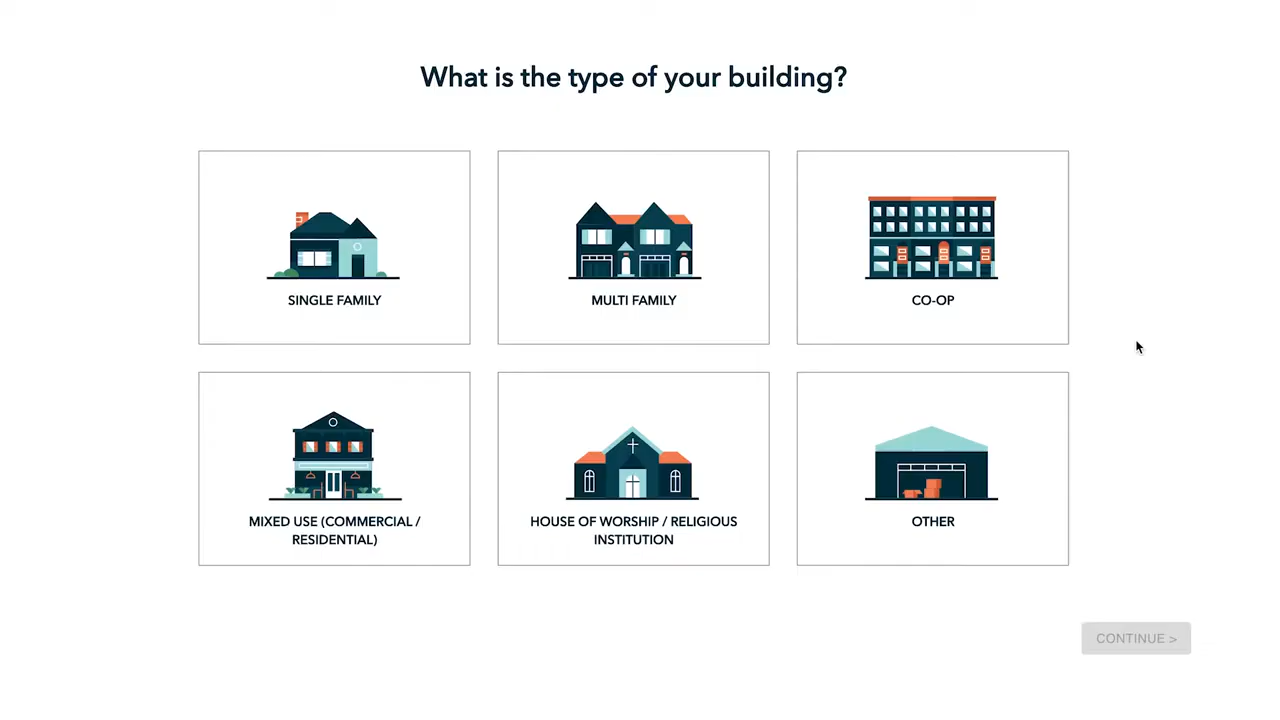 What is the type of your building?
SINGLE FAMILY
MULTI FAMILY
CO-OP
MIXED USE (COMMERCIAL /
RESIDENTIAL)
HOUSE OF WORSHIP / RELIGIOUS
INSTITUTION
OTHER
CONTINUE >